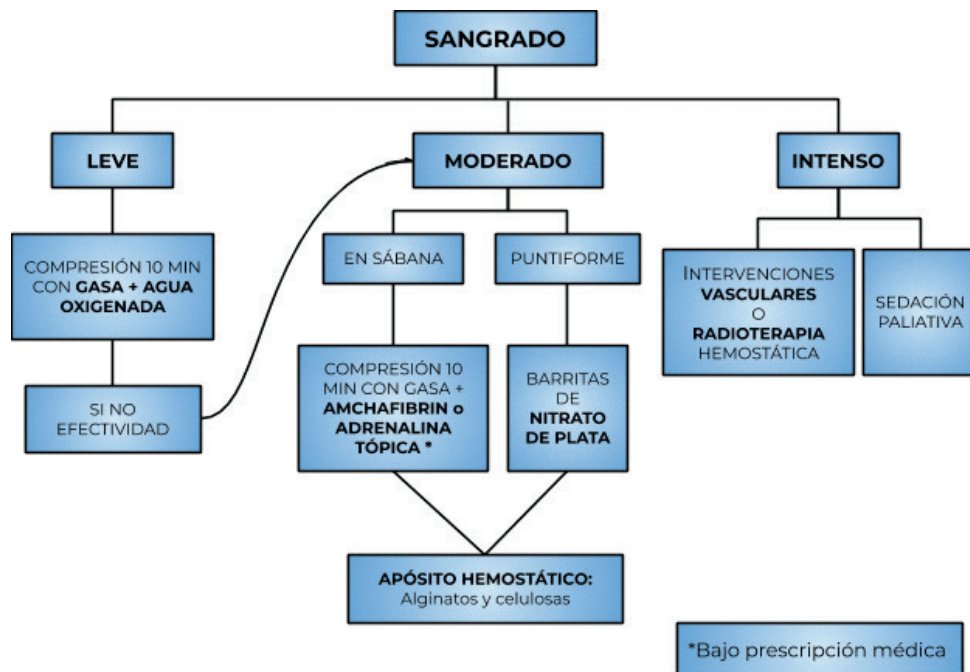 SANGRADO
LEVE
MODERADO
INTENSO
COMPRESIÓN 10 MIN
CON GASA + AGUA
OXIGENADA
EN SÁBANA
PUNTIFORME
INTERVENCIONES
VASCULARES
O
RADIOTERAPIA
HEMOSTÁTICA
SEDACIÓN
PALIATIVA
SI NO
EFECTIVIDAD
COMPRESIÓN 10
MIN CON GASA +
AMCHAFIBRIN o
ADRENALINA
TÓPICA *
BARRITAS
DE
NITRATO
DE PLATA
APÓSITO HEMOSTÁTICO:
Alginatos y celulosas
*Bajo prescripción médica